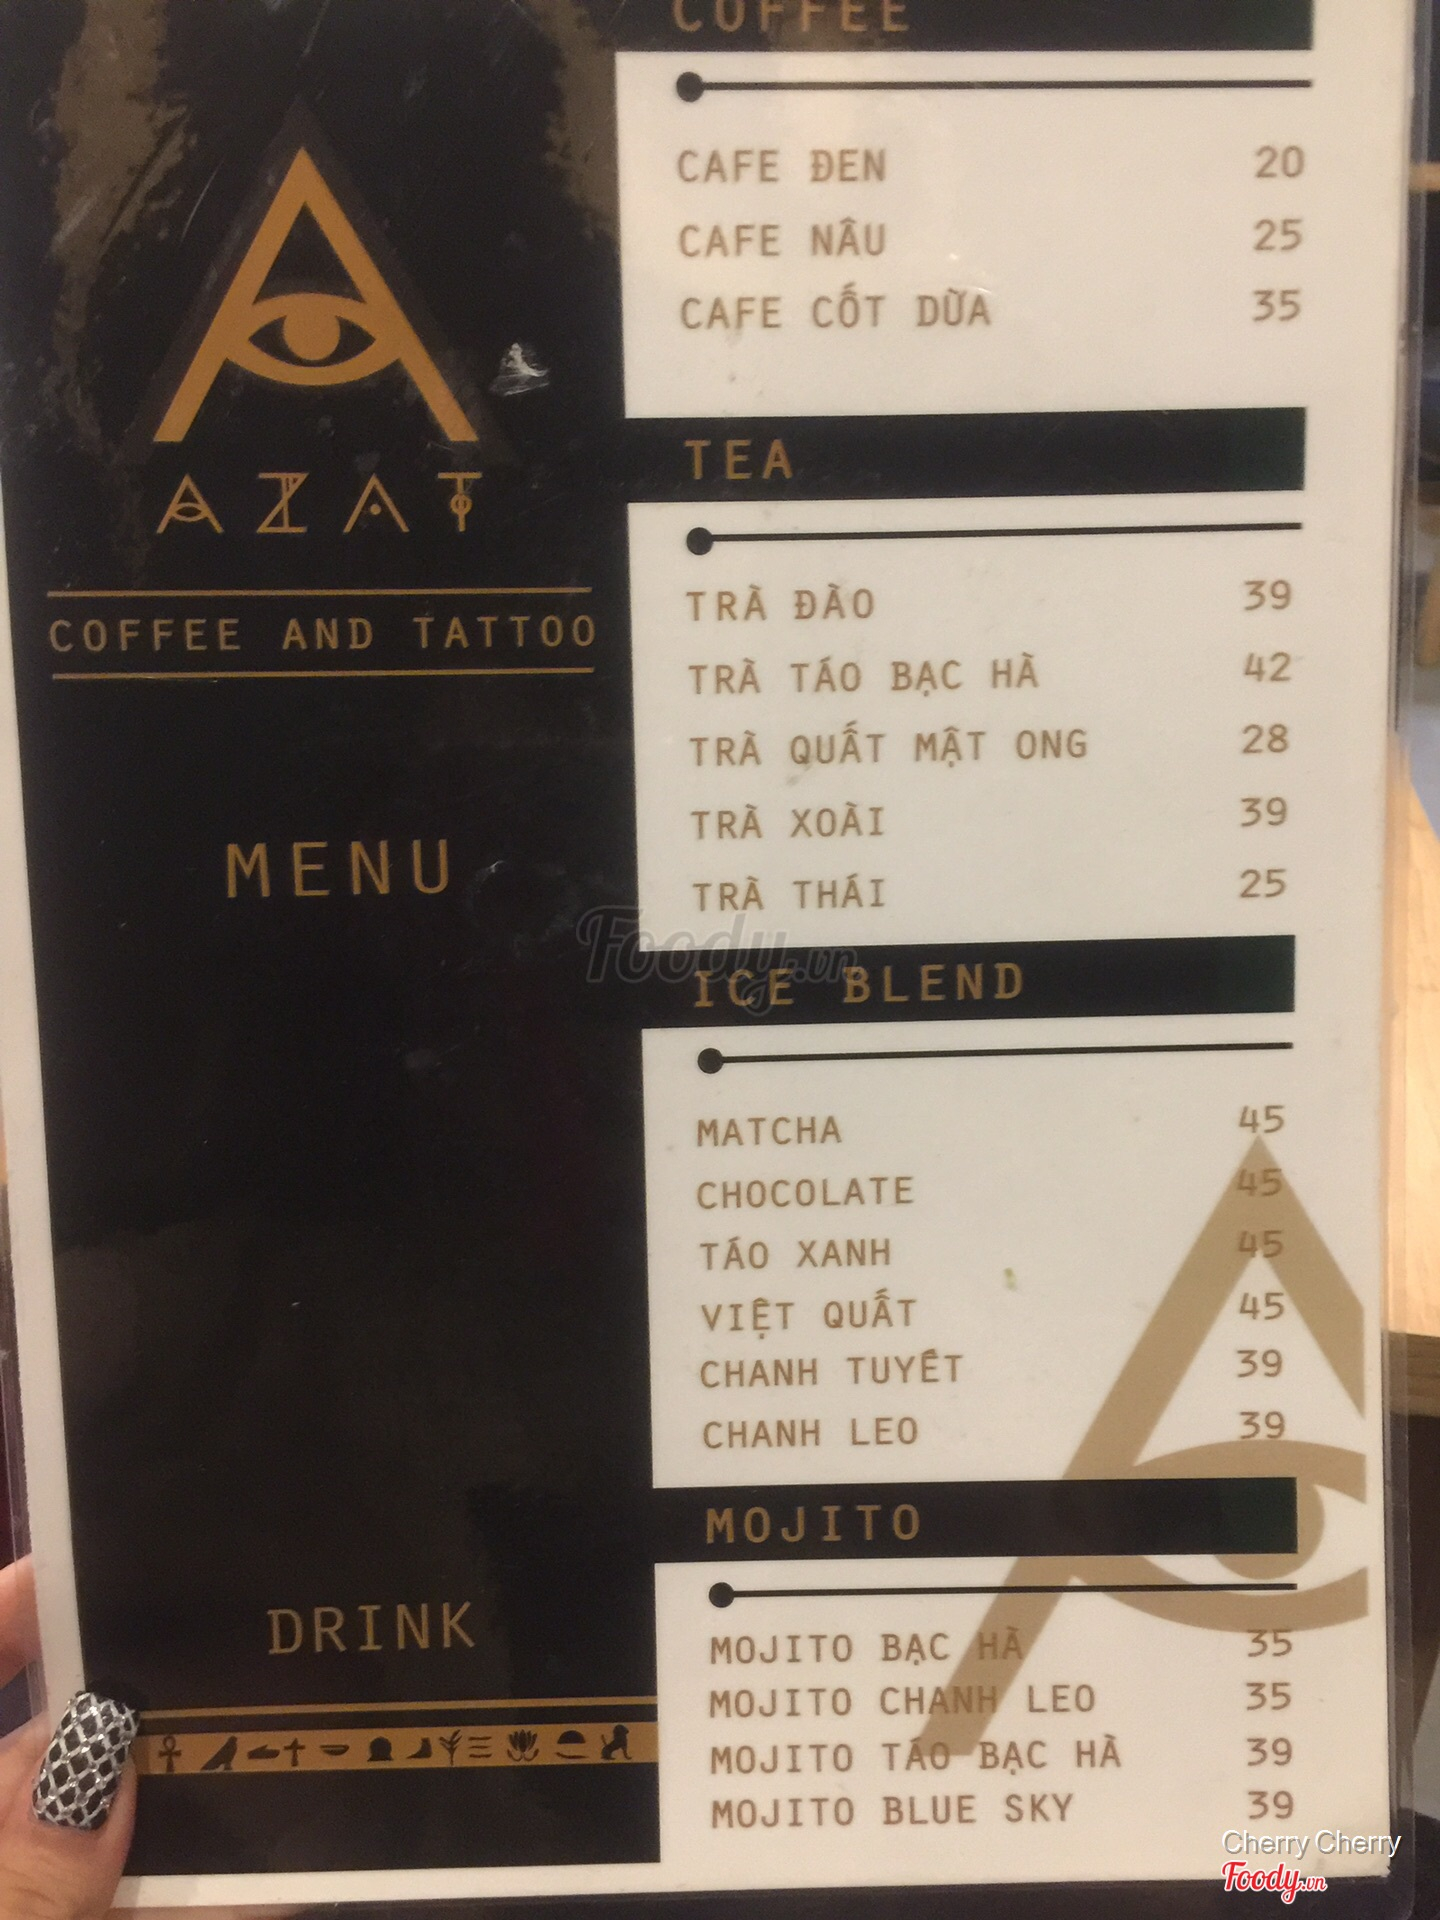 COFFEE
CAFE ĐEN 20
CAFE NÂU 25
CAFE CỐT DỪA 35
AZAT
COFFEE AND TATTOO
MENU
DRINK
TEA
TRÀ ĐÀO 39
TRÀ TÁO BẠC HÀ 42
TRÀ QUẤT MẬT ONG 28
TRÀ XOÀI 39
TRÀ THÁI 25
ICE BLEND
MATCHA 45
CHOCOLATE 45
TÁO XANH 45
VIỆT QUẤT 45
CHANH TUYẾT 39
CHANH LEO 39
MOJITO
MOJITO BẠC HÀ 35
MOJITO CHANH LEO 35
MOJITO TÁO BẠC HÀ 39
MOJITO BLUE SKY 39
Foody.vn
Cherry Cherry
Foody.vn